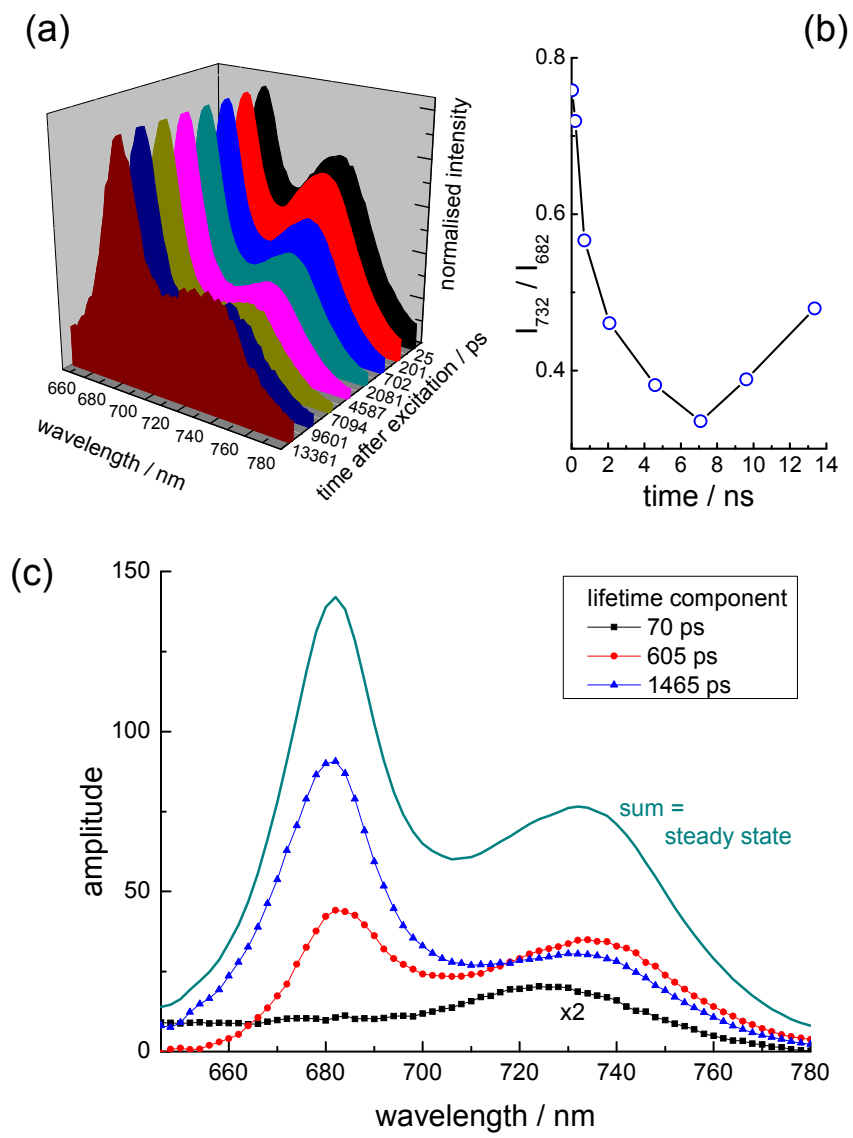 (a)
normalised intensity
660
680
700
720
740
760
780
wavelength / nm
25
201
702
2081
4587
7094
9601
13361
time after excitation / ps
(b)
0.8
0.6
0.4
I732 / I682
0 2 4 6 8 10 12 14
time / ns
(c)
150
100
50
0
amplitude
lifetime component
70 ps
605 ps
1465 ps
sum =
steady state
x2
660 680 700 720 740 760 780
wavelength / nm